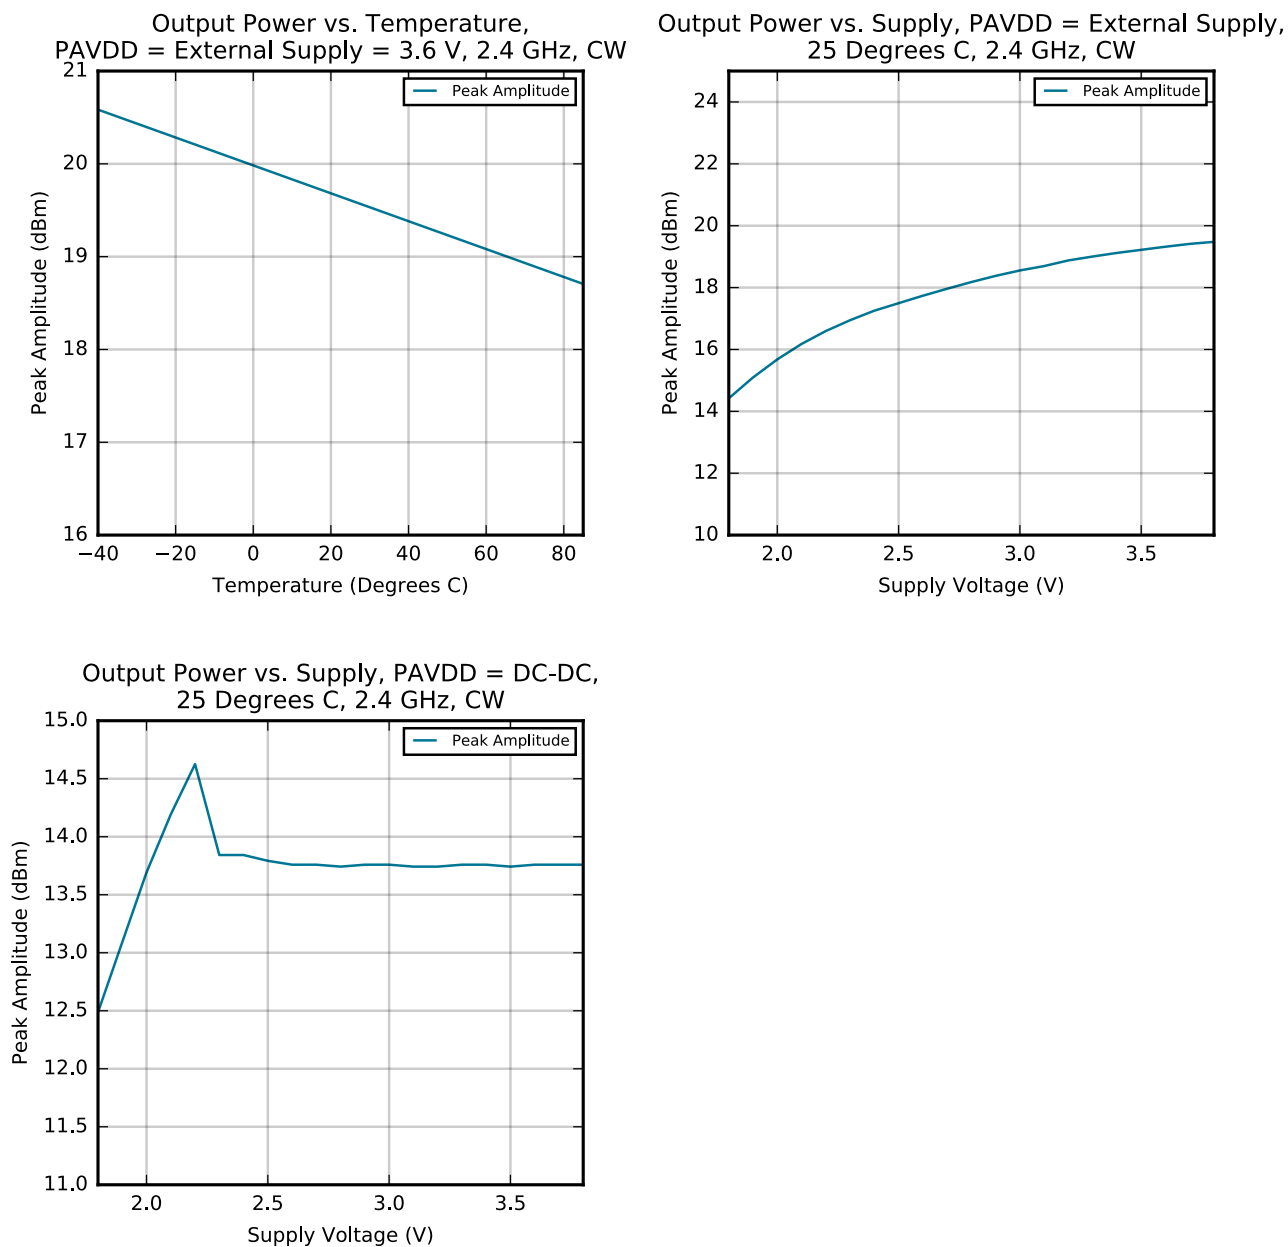 Output Power vs. Temperature,
PAVDD = External Supply = 3.6 V, 2.4 GHz, CW
Peak Amplitude
21
20
19
18
17
16
Peak Amplitude (dBm)
−40 −20 0 20 40 60 80
Temperature (Degrees C)
Output Power vs. Supply, PAVDD = External Supply,
25 Degrees C, 2.4 GHz, CW
Peak Amplitude
24
22
20
18
16
14
12
10
Peak Amplitude (dBm)
2.0 2.5 3.0 3.5
Supply Voltage (V)
Output Power vs. Supply, PAVDD = DC-DC,
25 Degrees C, 2.4 GHz, CW
Peak Amplitude
15.0
14.5
14.0
13.5
13.0
12.5
12.0
11.5
11.0
Peak Amplitude (dBm)
2.0 2.5 3.0 3.5
Supply Voltage (V)